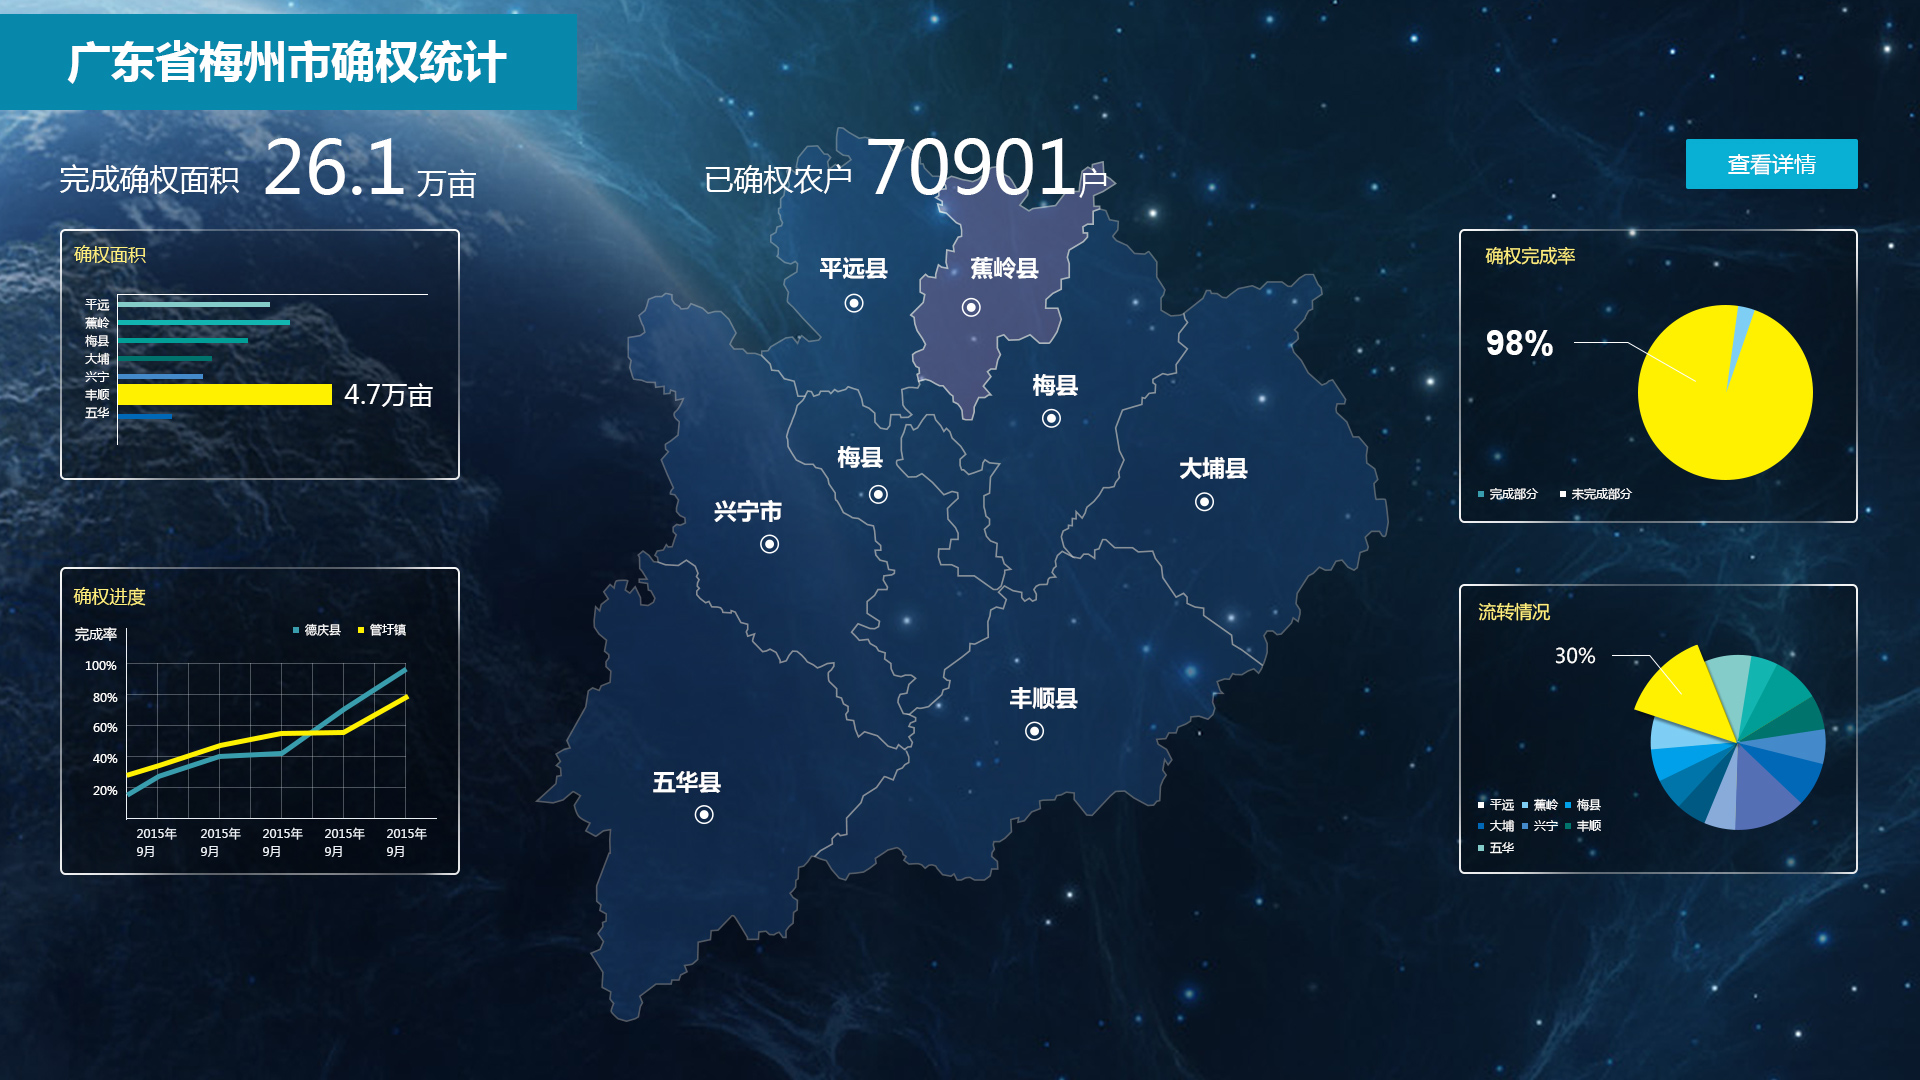 广东省梅州市确权统计
完成确权面积 26.1 万亩
已确权农户 70901 户
查看详情
确权面积
平远
蕉岭
梅县
大埔
兴宁
丰顺
五华
4.7万亩
确权进度
完成率
德庆县 管圩镇
100%
80%
60%
40%
20%
2015年 2015年 2015年 2015年 2015年
9月 9月 9月 9月 9月
平远县
蕉岭县
梅县
梅县
大埔县
兴宁市
丰顺县
五华县
确权完成率
98%
完成部分 未完成部分
流转情况
30%
平远 蕉岭 梅县
大埔 兴宁 丰顺
五华